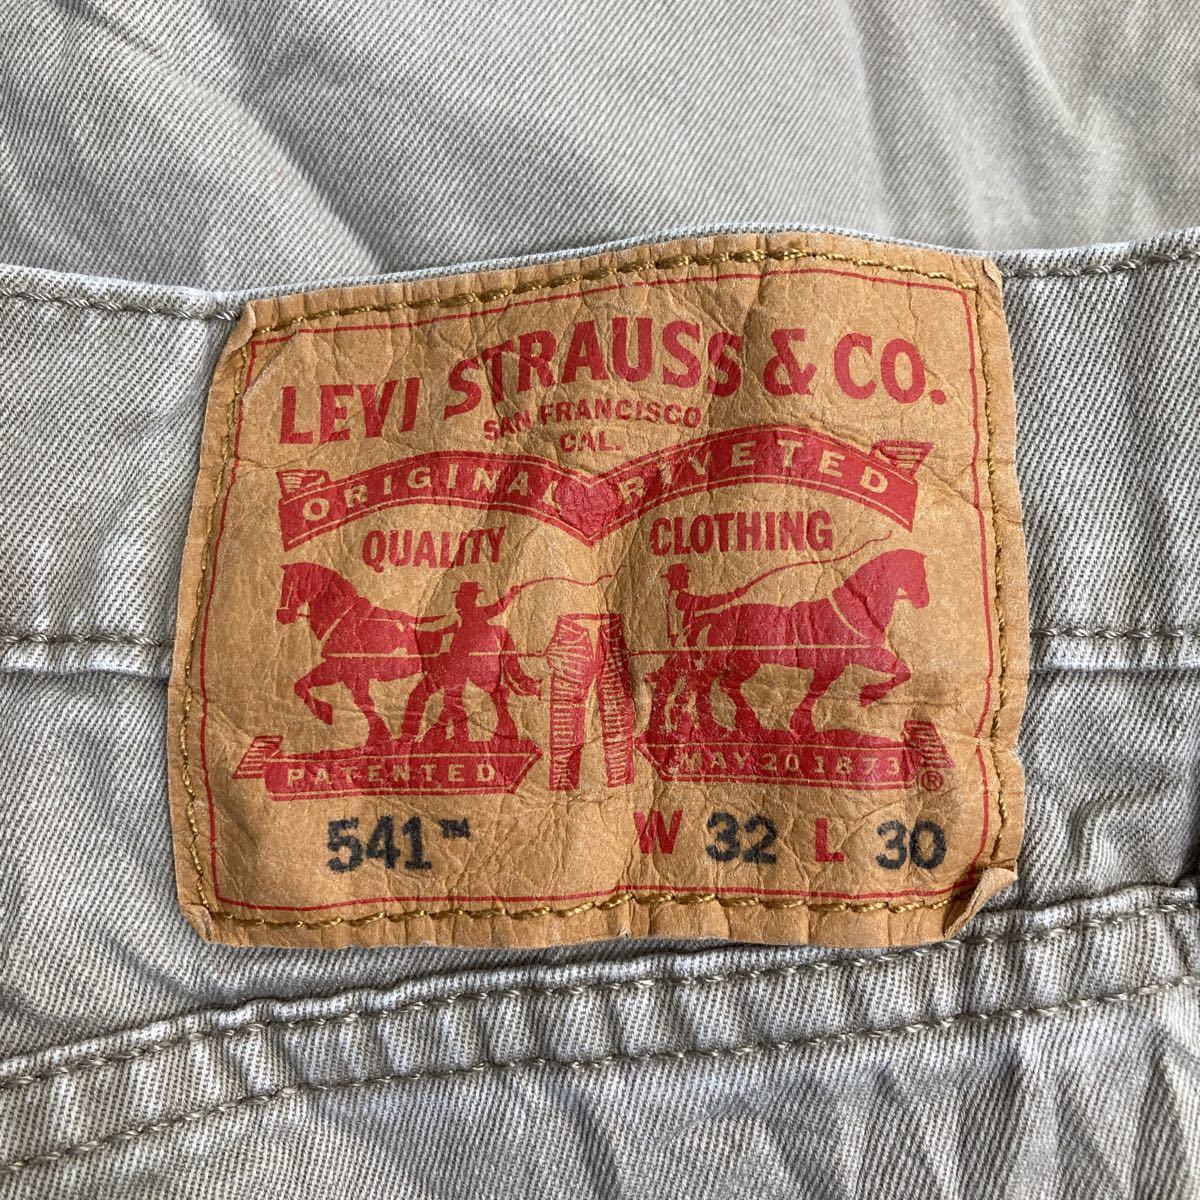 LEVI STRAUSS & CO.
SAN FRANCISCO
CAL.
ORIGINAL RIVETED
QUALITY CLOTHING
PATENTED MAY 20 1873 ®
541™ W 32 L 30